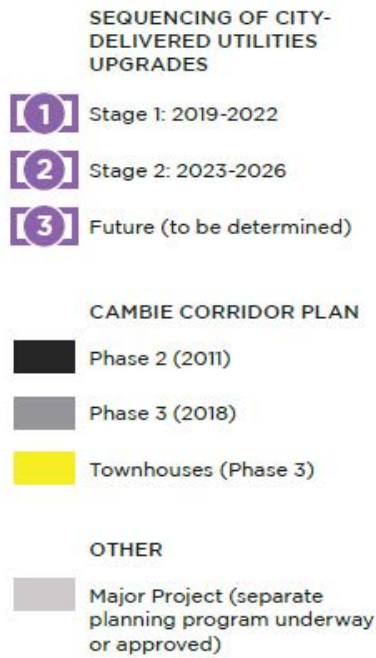 SEQUENCING OF CITY-
DELIVERED UTILITIES
UPGRADES
1 Stage 1: 2019-2022
2 Stage 2: 2023-2026
3 Future (to be determined)
CAMBIE CORRIDOR PLAN
Phase 2 (2011)
Phase 3 (2018)
Townhouses (Phase 3)
OTHER
Major Project (separate
planning program underway
or approved)